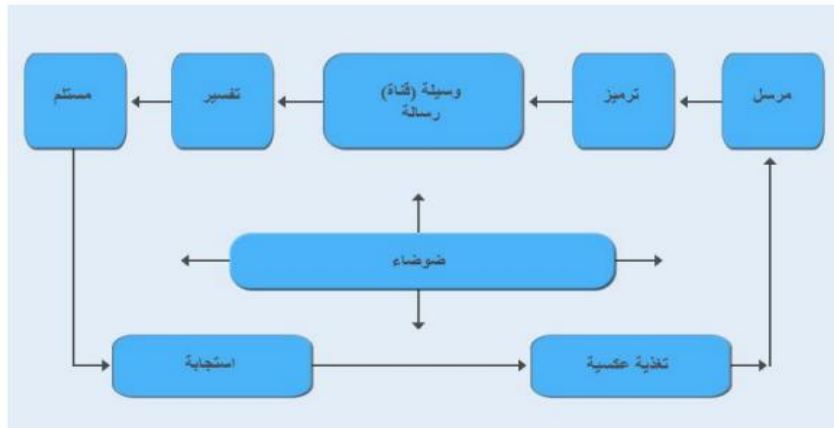 مرسل
ترميز
وسيلة (قناة)
رسالة
تفسير
مستلم
ضوضاء
استجابة
تغذية عكسية